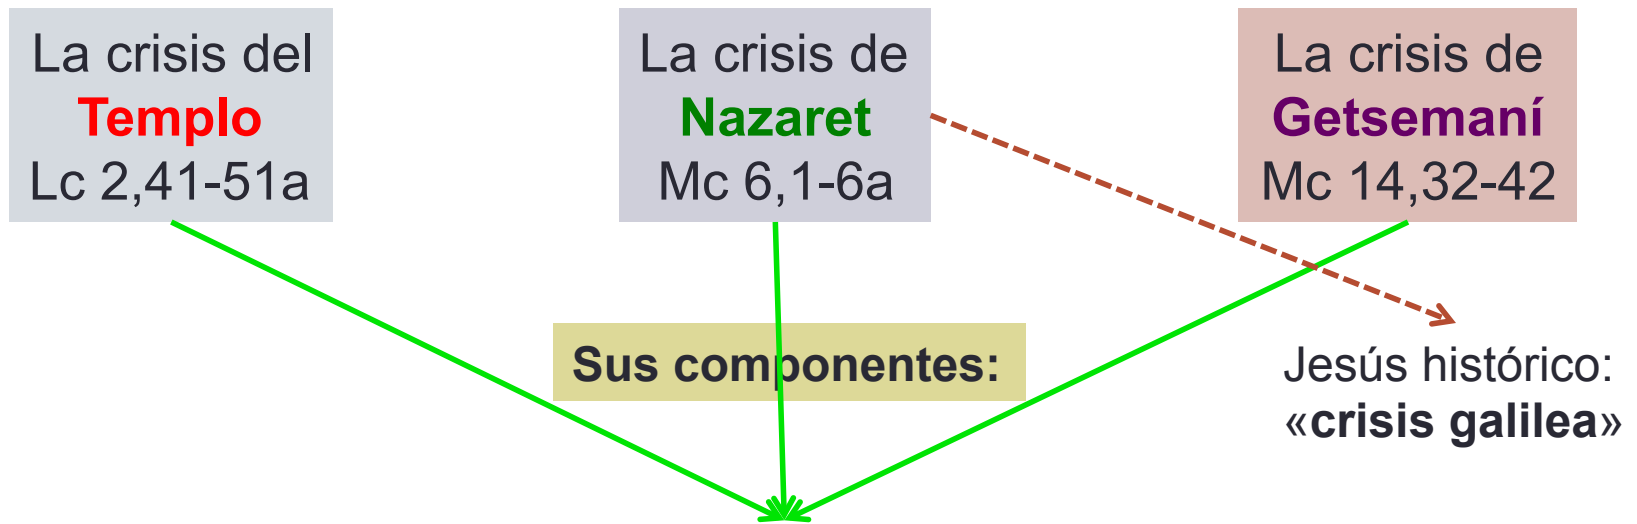 La crisis del
Templo
Lc 2,41-51a
La crisis de
Nazaret
Mc 6,1-6a
La crisis de
Getsemaní
Mc 14,32-42
Sus componentes:
Jesús histórico:
«crisis galilea»